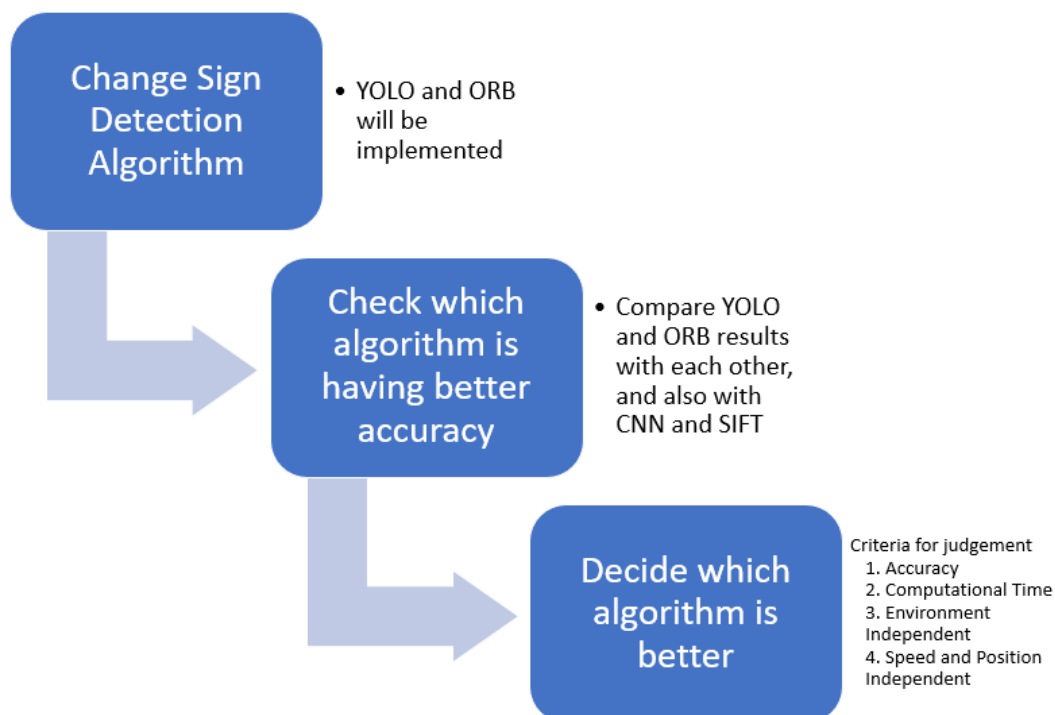 Change Sign
Detection
Algorithm
• YOLO and ORB
will be
implemented
Check which
algorithm is
having better
accuracy
• Compare YOLO
and ORB results
with each other,
and also with
CNN and SIFT
Decide which
algorithm is
better
Criteria for judgement
1. Accuracy
2. Computational Time
3. Environment
Independent
4. Speed and Position
Independent